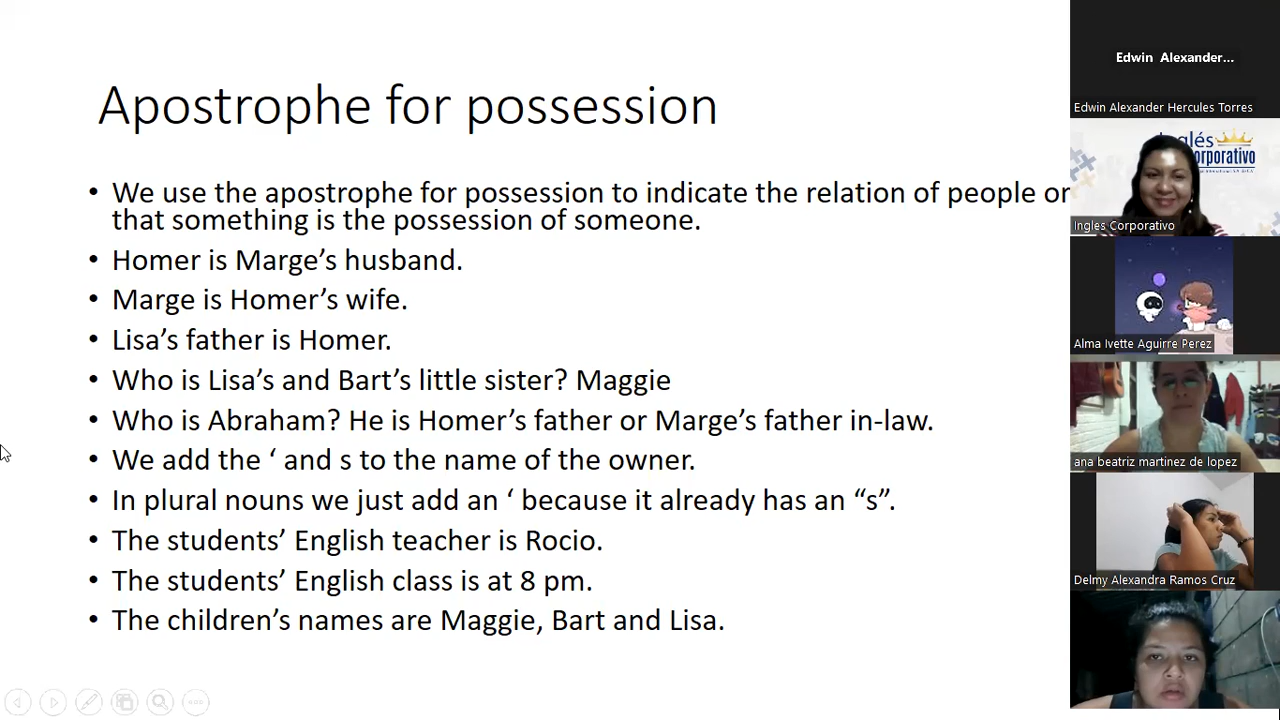 Apostrophe for possession
• We use the apostrophe for possession to indicate the relation of people or
that something is the possession of someone.
• Homer is Marge’s husband.
• Marge is Homer’s wife.
• Lisa’s father is Homer.
• Who is Lisa’s and Bart’s little sister? Maggie
• Who is Abraham? He is Homer’s father or Marge’s father in-law.
• We add the ‘ and s to the name of the owner.
• In plural nouns we just add an ‘ because it already has an “s”.
• The students’ English teacher is Rocio.
• The students’ English class is at 8 pm.
• The children’s names are Maggie, Bart and Lisa.
Edwin Alexander...
Edwin Alexander Hercules Torres
Inglés
Corporativo
Ingles Corporativo
Alma Ivette Aguirre Perez
ana beatriz martinez de lopez
Delmy Alexandra Ramos Cruz